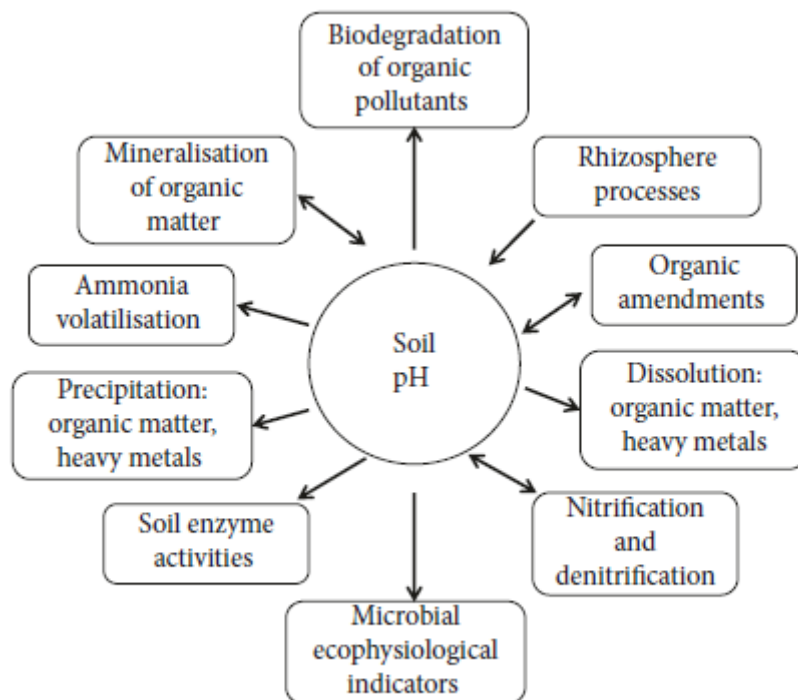 Biodegradation
of organic
pollutants
Mineralisation
of organic
matter
Rhizosphere
processes
Ammonia
volatilisation
Organic
amendments
Soil
pH
Precipitation:
organic matter,
heavy metals
Dissolution:
organic matter,
heavy metals
Soil enzyme
activities
Nitrification
and
denitrification
Microbial
ecophysiological
indicators